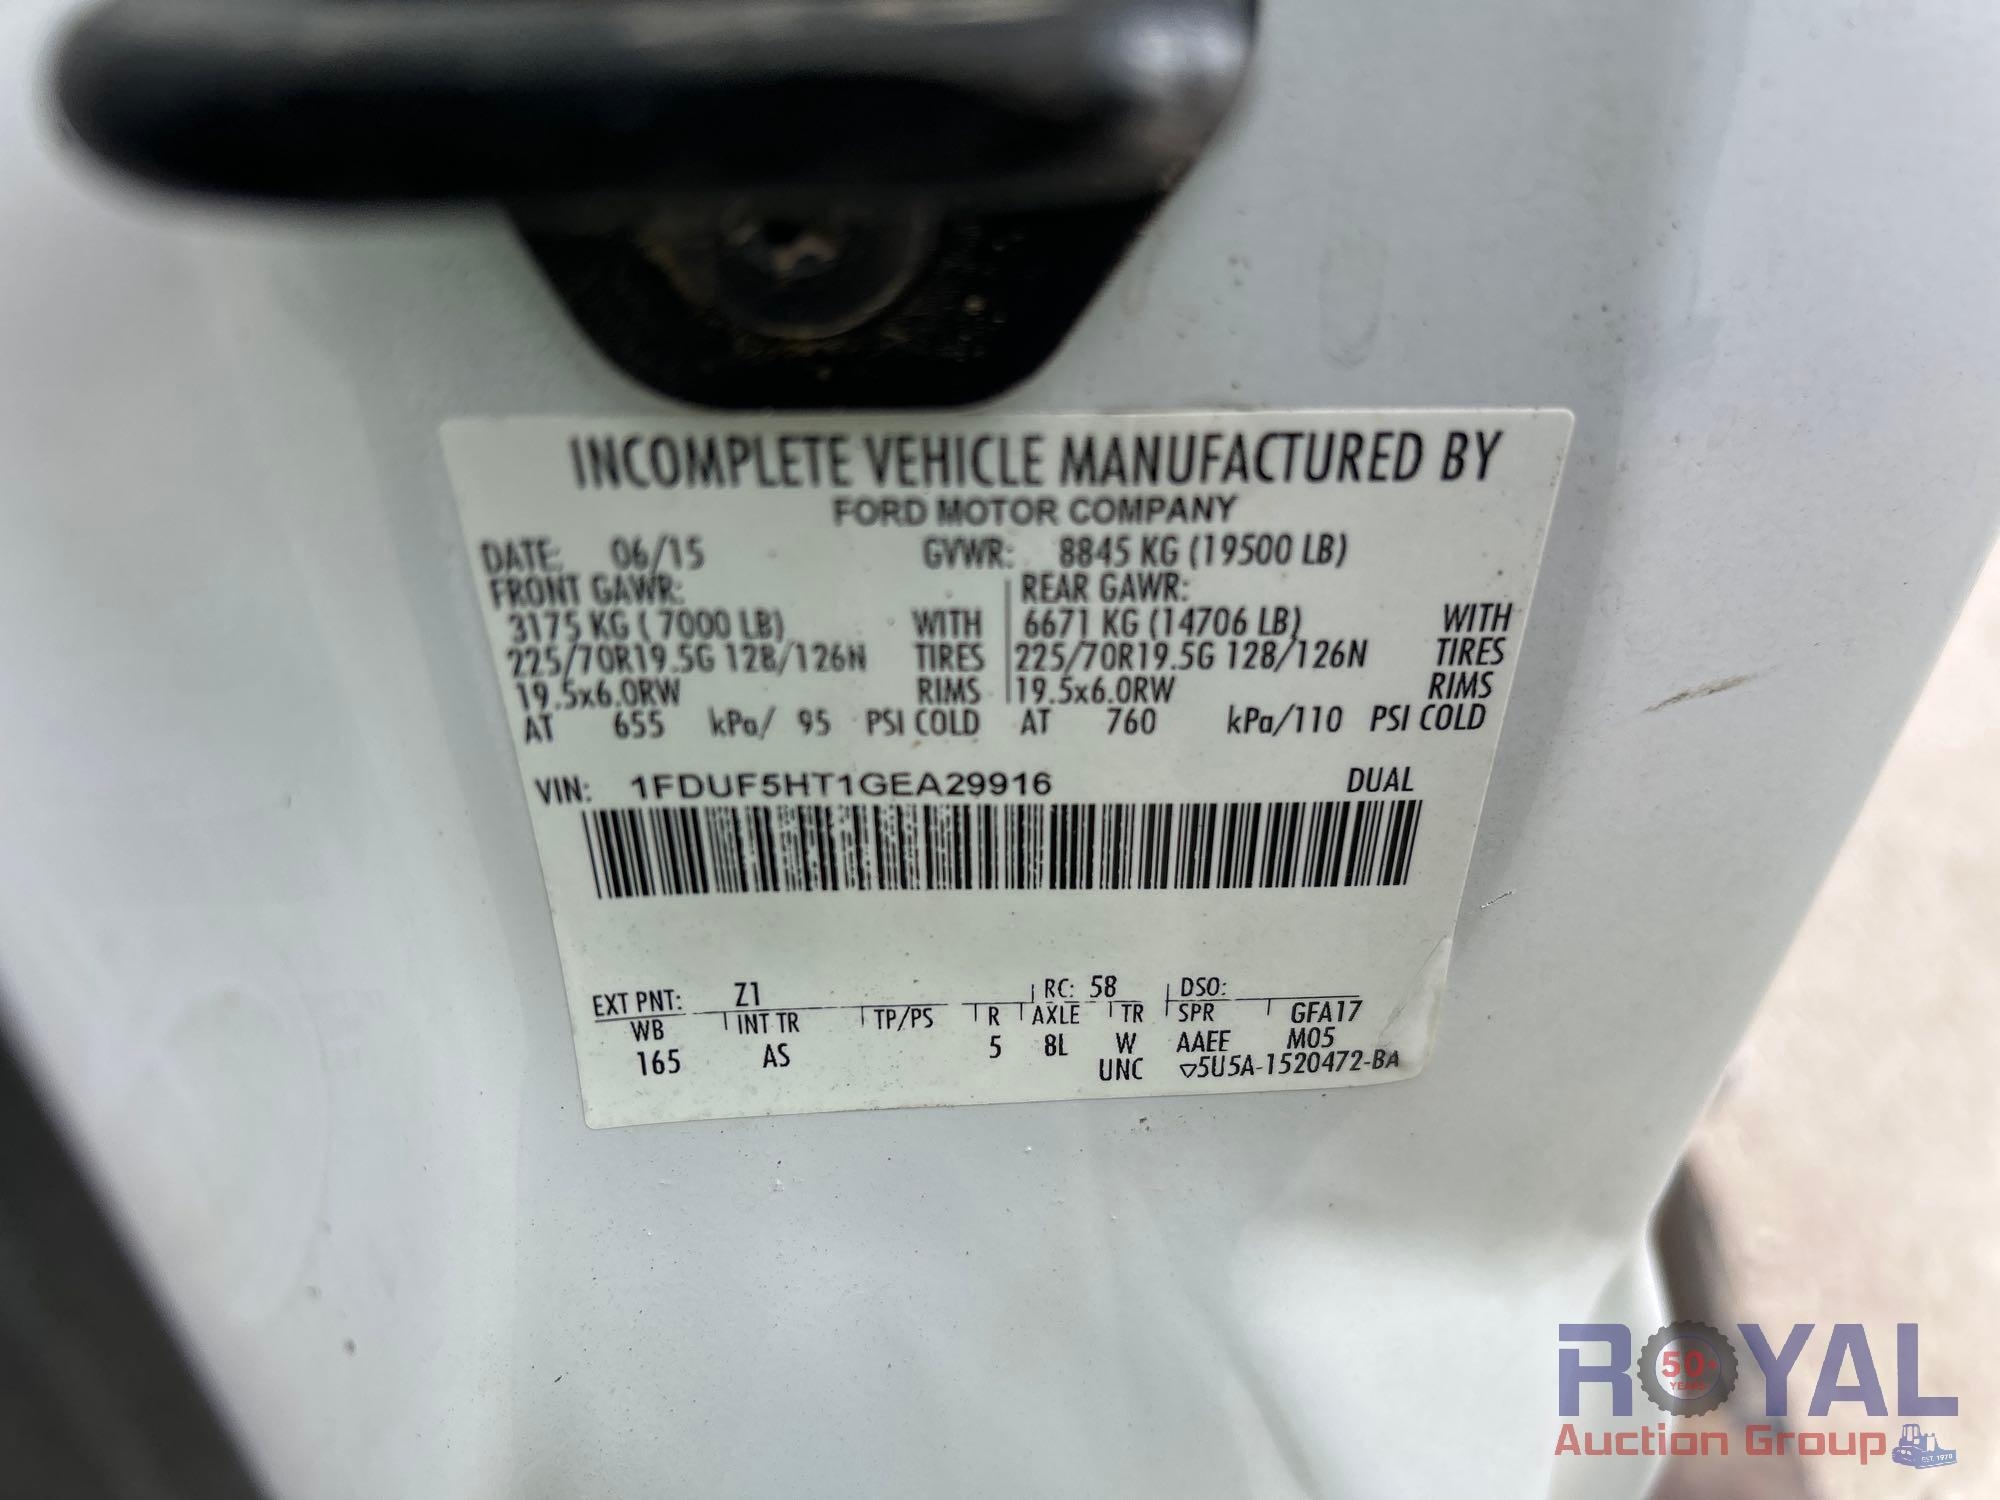 INCOMPLETE VEHICLE MANUFACTURED BY
FORD MOTOR COMPANY
DATE: 06/15 GVWR: 8845 KG (19500 LB)
FRONT GAWR: REAR GAWR:
3175 KG ( 7000 LB) WITH 6671 KG (14706 LB) WITH
225/70R19.5G 128/126N TIRES 225/70R19.5G 128/126N TIRES
19.5x6.0RW RIMS 19.5x6.0RW RIMS
AT 655 kPa/ 95 PSI COLD AT 760 kPa/110 PSI COLD
VIN: 1FDUF5HT1GEA29916 DUAL
EXT PNT: Z1 RC: 58 DSO:
WB INT TR TP/PS R AXLE TR SPR GFA17
165 AS 5 8L W AAEE M05
UNC ▽5U5A-1520472-BA
ROYAL
50+
YEARS
Auction Group
EST. 1970